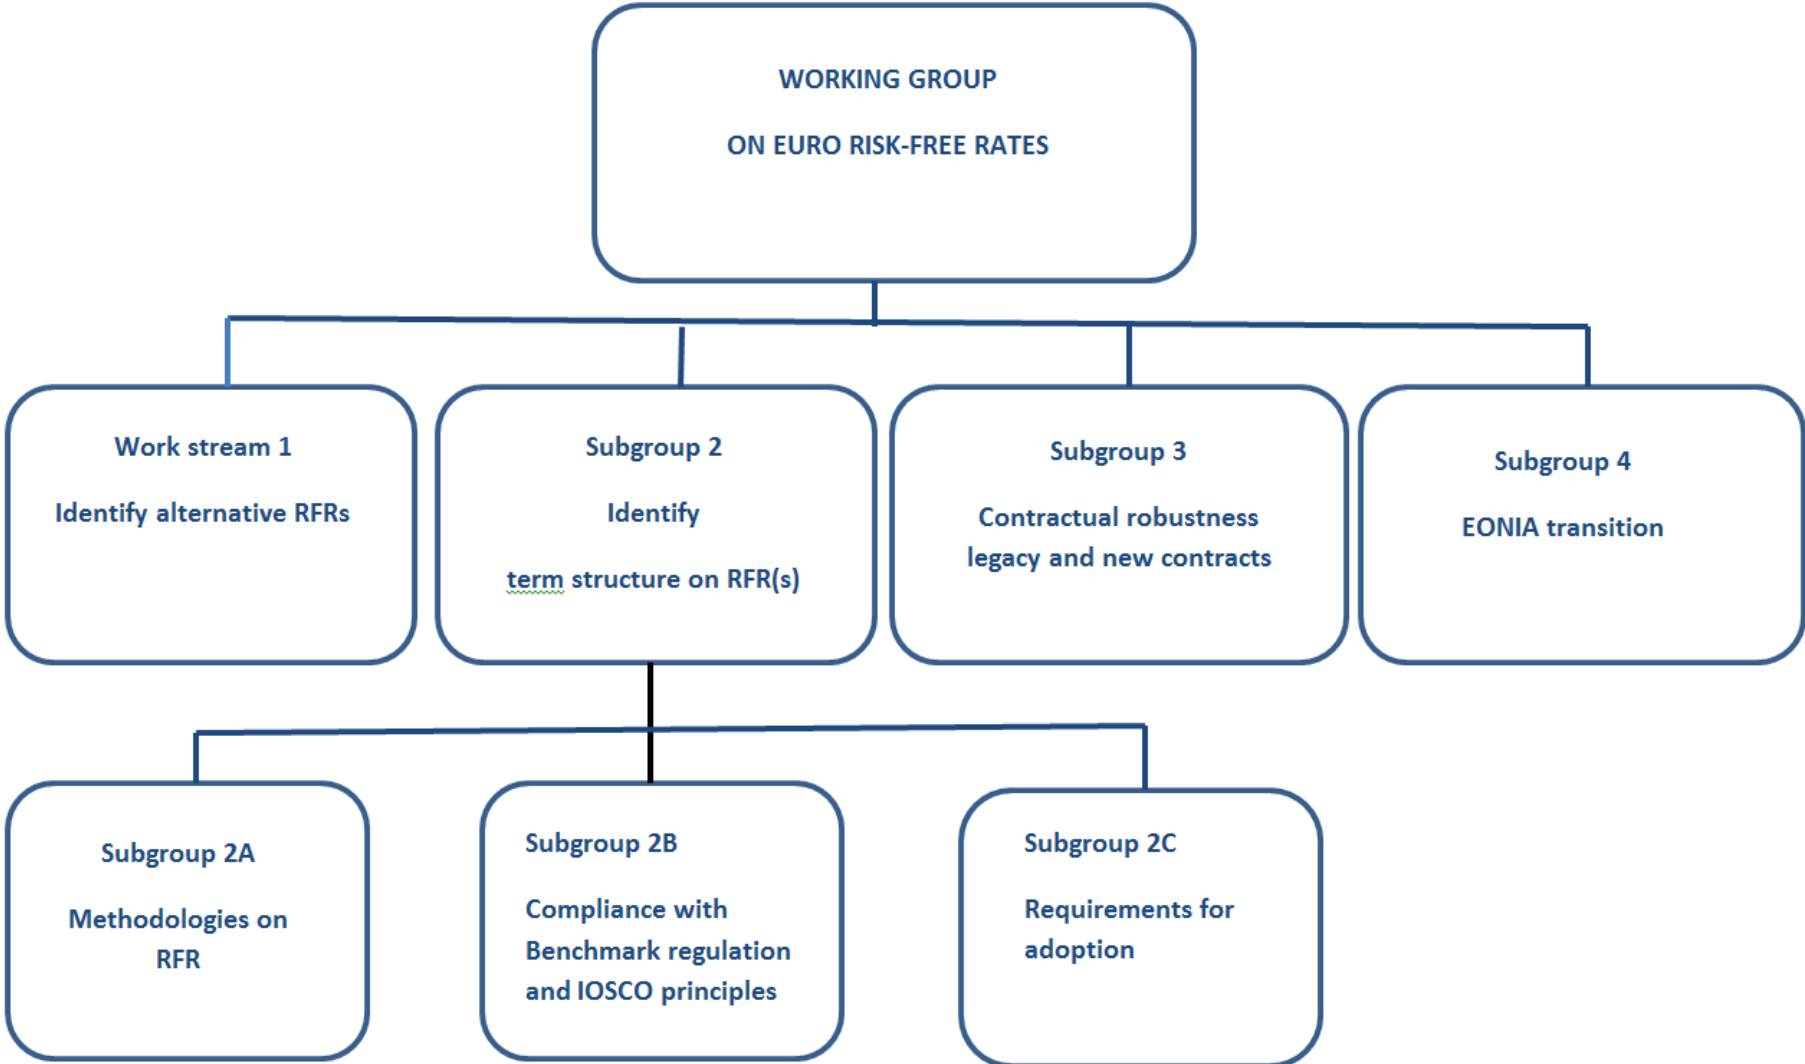 WORKING GROUP
ON EURO RISK-FREE RATES
Work stream 1
Identify alternative RFRs
Subgroup 2
Identify
term structure on RFR(s)
Subgroup 3
Contractual robustness
legacy and new contracts
Subgroup 4
EONIA transition
Subgroup 2A
Methodologies on
RFR
Subgroup 2B
Compliance with
Benchmark regulation
and IOSCO principles
Subgroup 2C
Requirements for
adoption